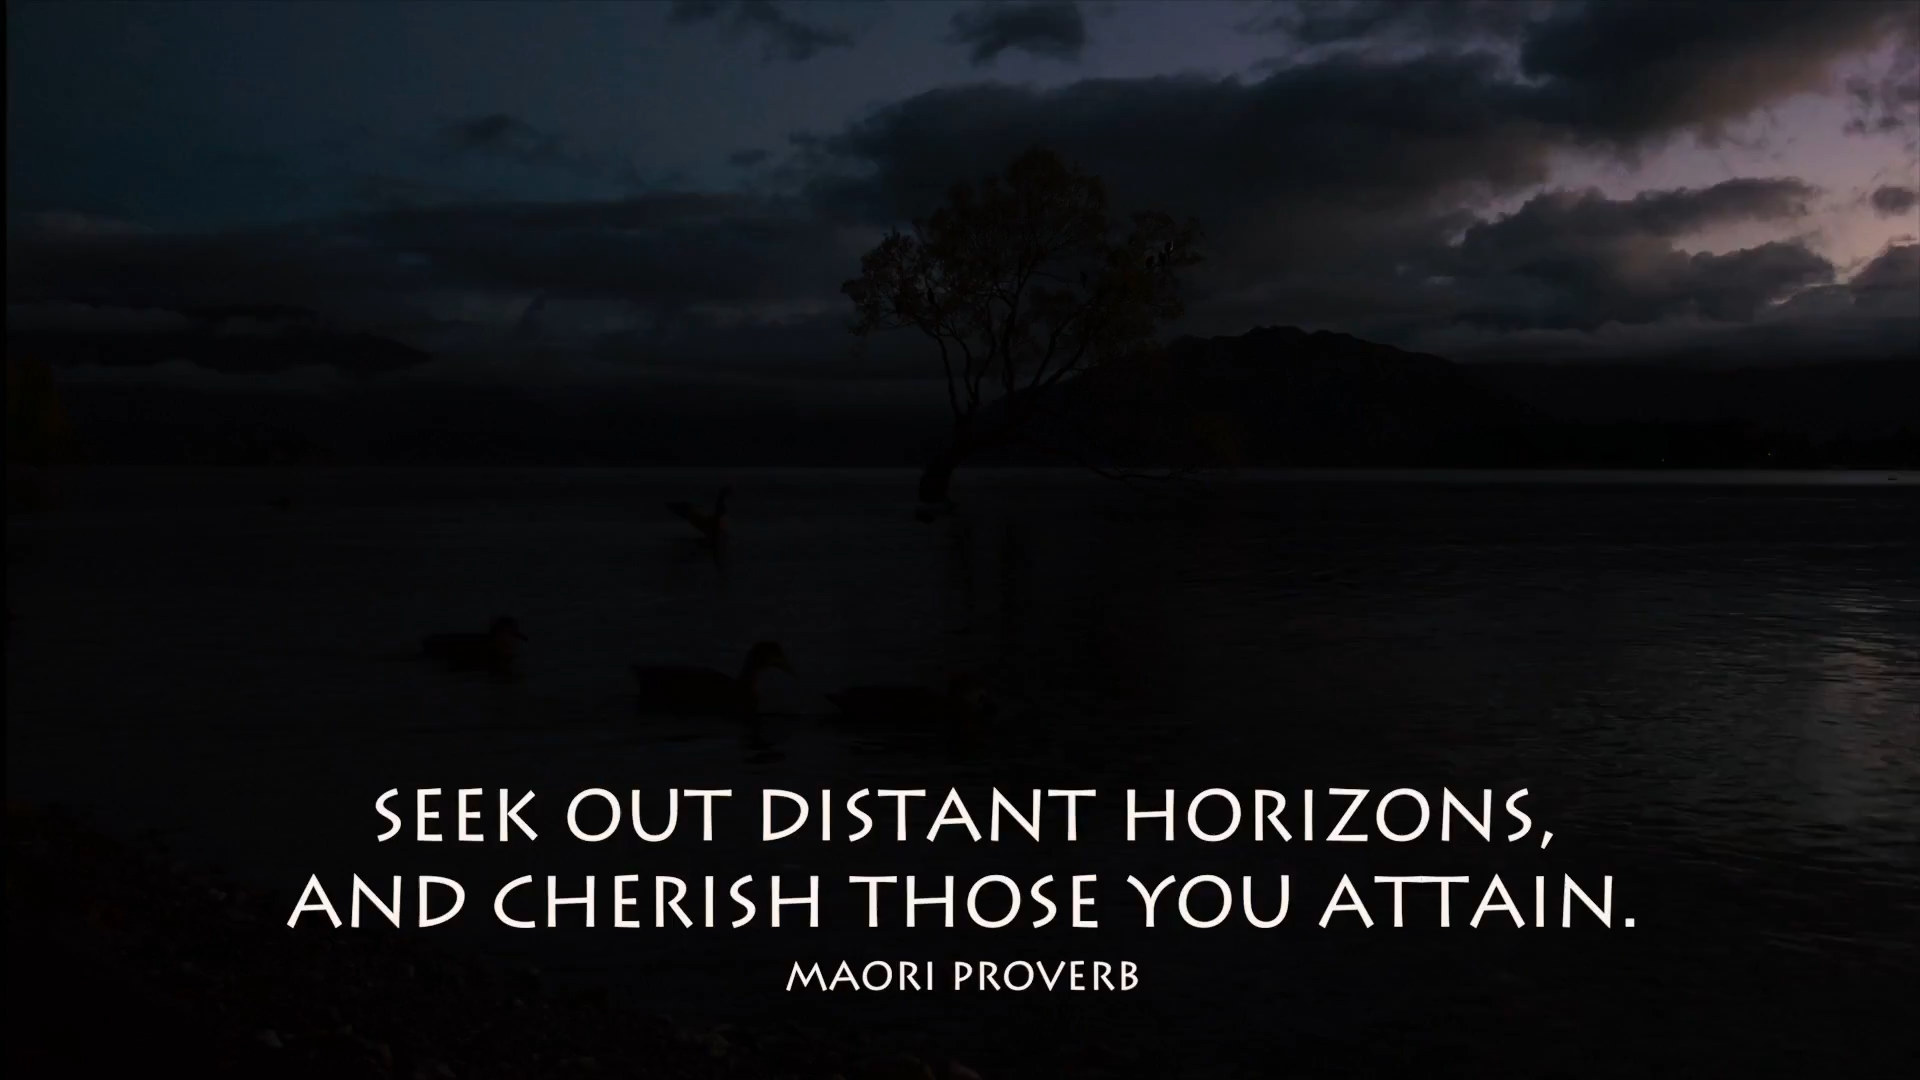 SEEK OUT DISTANT HORIZONS,
AND CHERISH THOSE YOU ATTAIN.
MAORI PROVERB